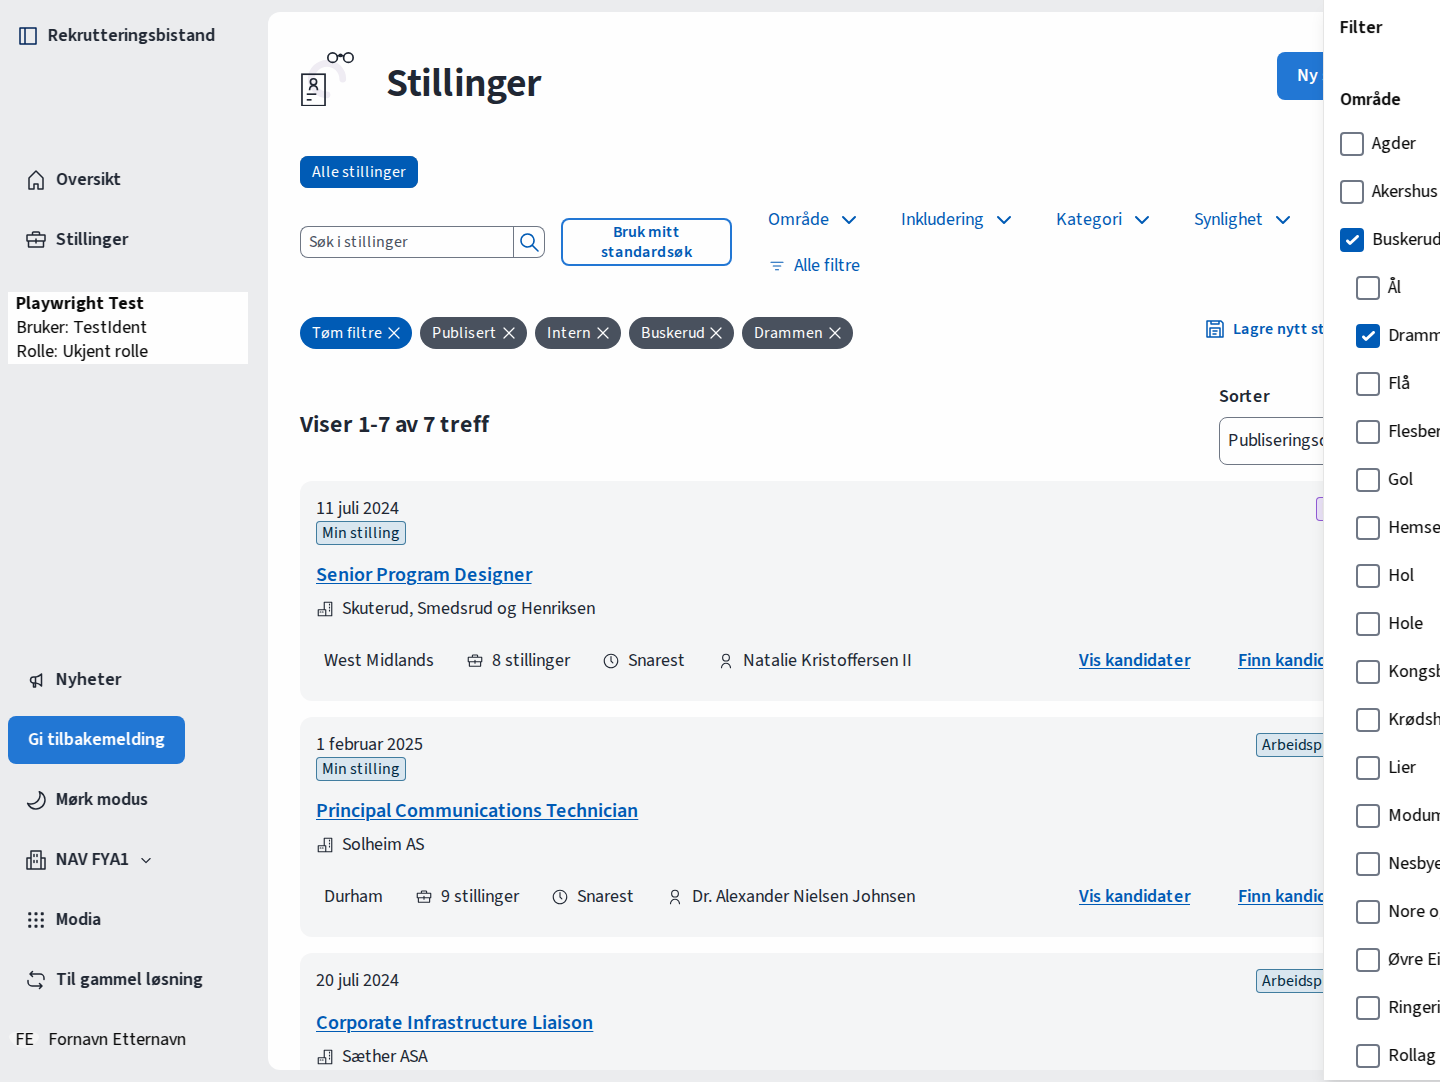 Rekrutteringsbistand
Oversikt
Stillinger
Playwright Test
Bruker: TestIdent
Rolle: Ukjent rolle
Nyheter
Gi tilbakemelding
Mørk modus
NAV FYA1
Modia
Til gammel løsning
FE Fornavn Etternavn
Stillinger
Ny
Alle stillinger
Søk i stillinger
Bruk mitt
standardsøk
Område
Inkludering
Kategori
Synlighet
Alle filtre
Tøm filtre
Publisert
Intern
Buskerud
Drammen
Lagre nytt st
Viser 1-7 av 7 treff
Sorter
Publiserings
11 juli 2024
Min stilling
Senior Program Designer
Skuterud, Smedsrud og Henriksen
West Midlands 8 stillinger Snarest Natalie Kristoffersen II Vis kandidater Finn kandid
1 februar 2025
Arbeidsp
Min stilling
Principal Communications Technician
Solheim AS
Durham 9 stillinger Snarest Dr. Alexander Nielsen Johnsen Vis kandidater Finn kandid
20 juli 2024
Arbeidsp
Corporate Infrastructure Liaison
Sæther ASA
Filter
Område
Agder
Akershus
Buskerud
Ål
Dramm
Flå
Flesber
Gol
Hemse
Hol
Hole
Kongsb
Krødsh
Lier
Modum
Nesbye
Nore o
Øvre Ei
Ringeri
Rollag